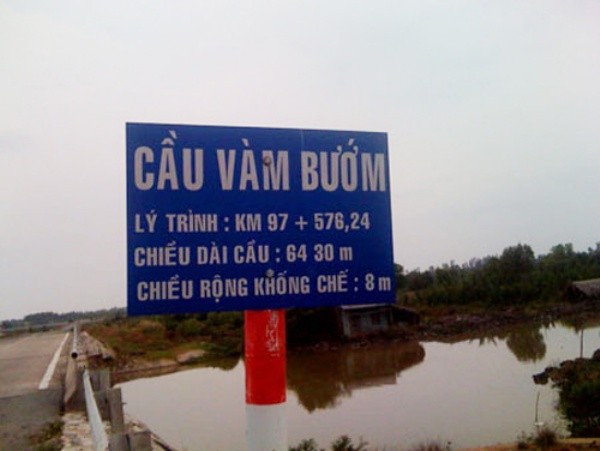 CẦU VÀM BƯỚM
LÝ TRÌNH : KM 97 + 576,24
CHIỀU DÀI CẦU : 64 30 m
CHIỀU RỘNG KHỐNG CHẾ : 8 m